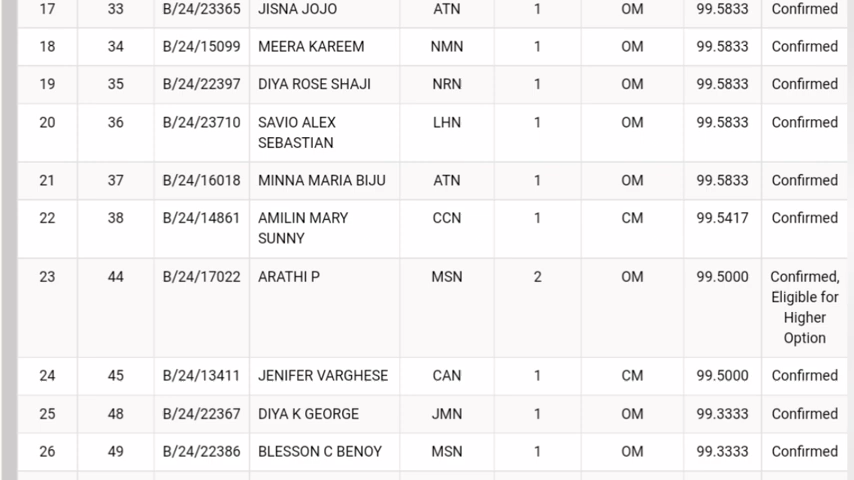 17 33 B/24/23365 JISNA JOJO ATN 1 OM 99.5833 Confirmed
18 34 B/24/15099 MEERA KAREEM NMN 1 OM 99.5833 Confirmed
19 35 B/24/22397 DIYA ROSE SHAJI NRN 1 OM 99.5833 Confirmed
20 36 B/24/23710 SAVIO ALEX LHN 1 OM 99.5833 Confirmed
SEBASTIAN
21 37 B/24/16018 MINNA MARIA BIJU ATN 1 OM 99.5833 Confirmed
22 38 B/24/14861 AMILIN MARY CCN 1 CM 99.5417 Confirmed
SUNNY
23 44 B/24/17022 ARATHI P MSN 2 OM 99.5000 Confirmed,
Eligible for
Higher
Option
24 45 B/24/13411 JENIFER VARGHESE CAN 1 CM 99.5000 Confirmed
25 48 B/24/22367 DIYA K GEORGE JMN 1 OM 99.3333 Confirmed
26 49 B/24/22386 BLESSON C BENOY MSN 1 OM 99.3333 Confirmed